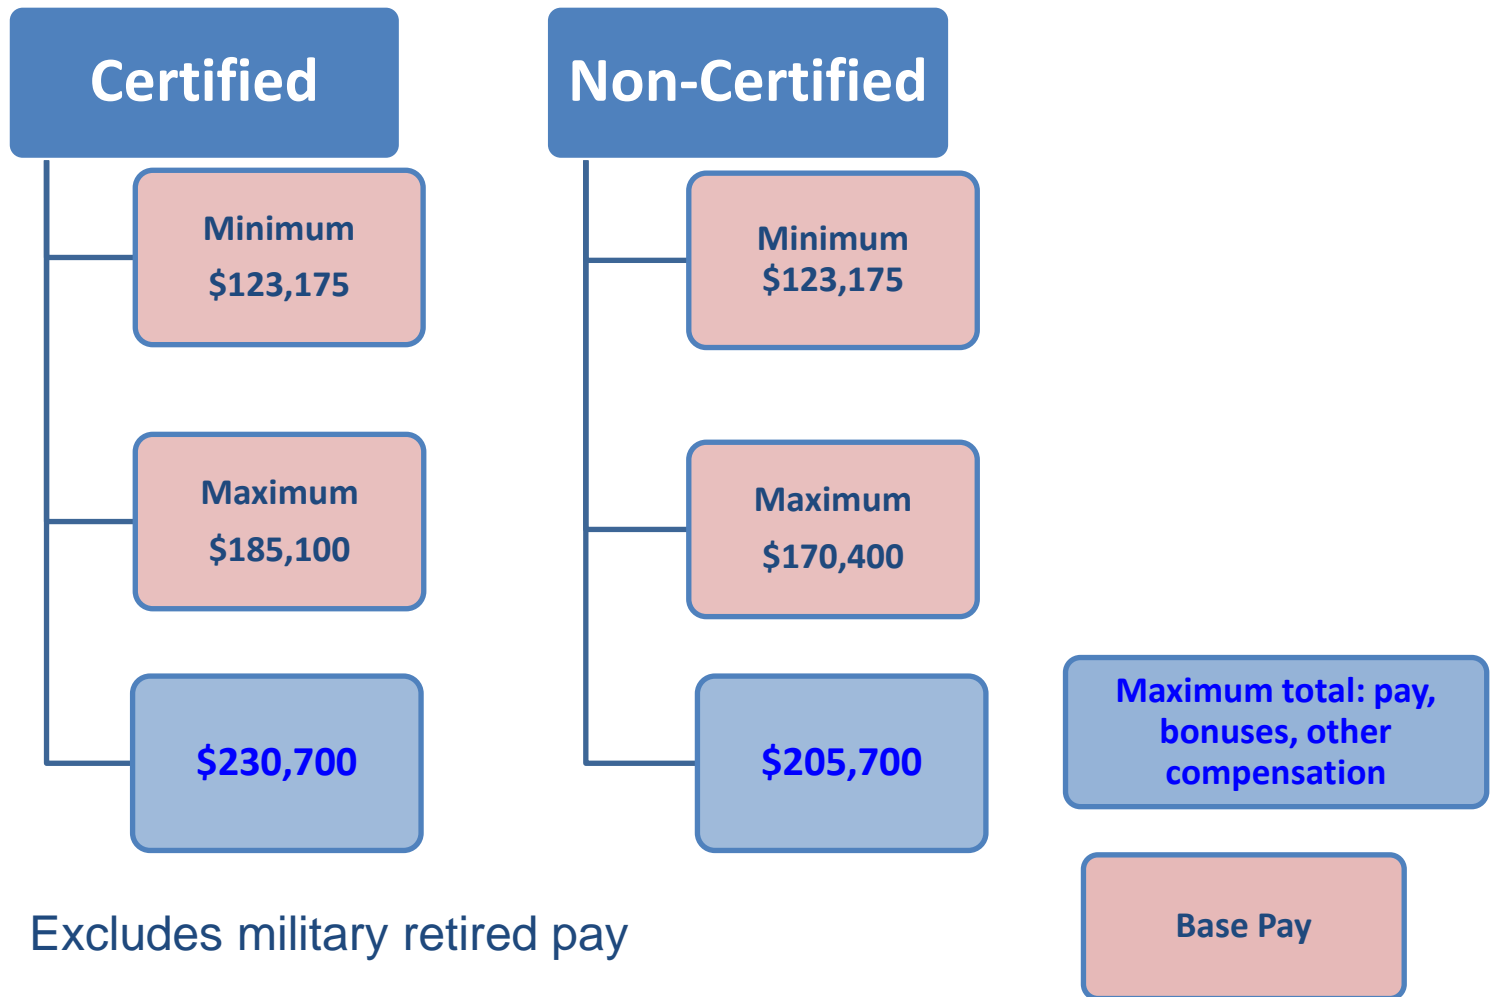 Certified
Minimum
$123,175
Maximum
$185,100
$230,700
Non-Certified
Minimum
$123,175
Maximum
$170,400
$205,700
Maximum total: pay,
bonuses, other
compensation
Base Pay
Excludes military retired pay